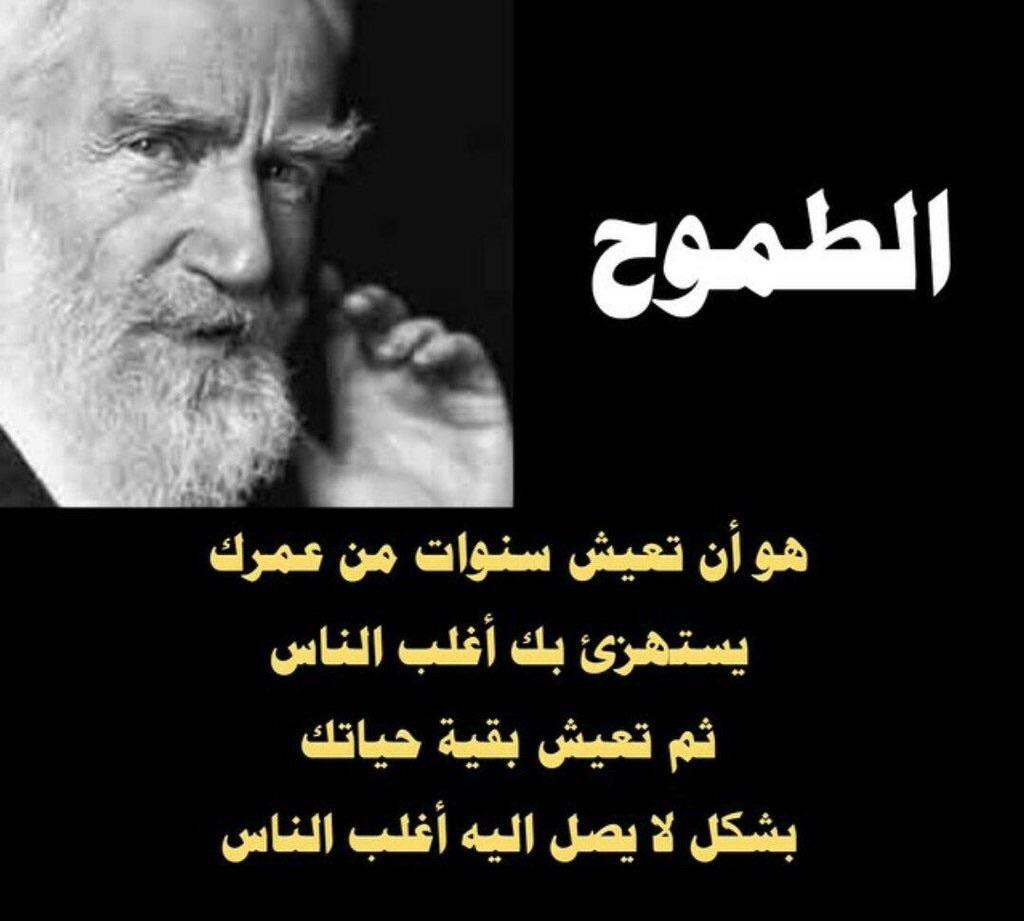 الطموح
هو أن تعيش سنوات من عمرك
يستهزئ بك أغلب الناس
ثم تعيش بقية حياتك
بشكل لا يصل اليه أغلب الناس